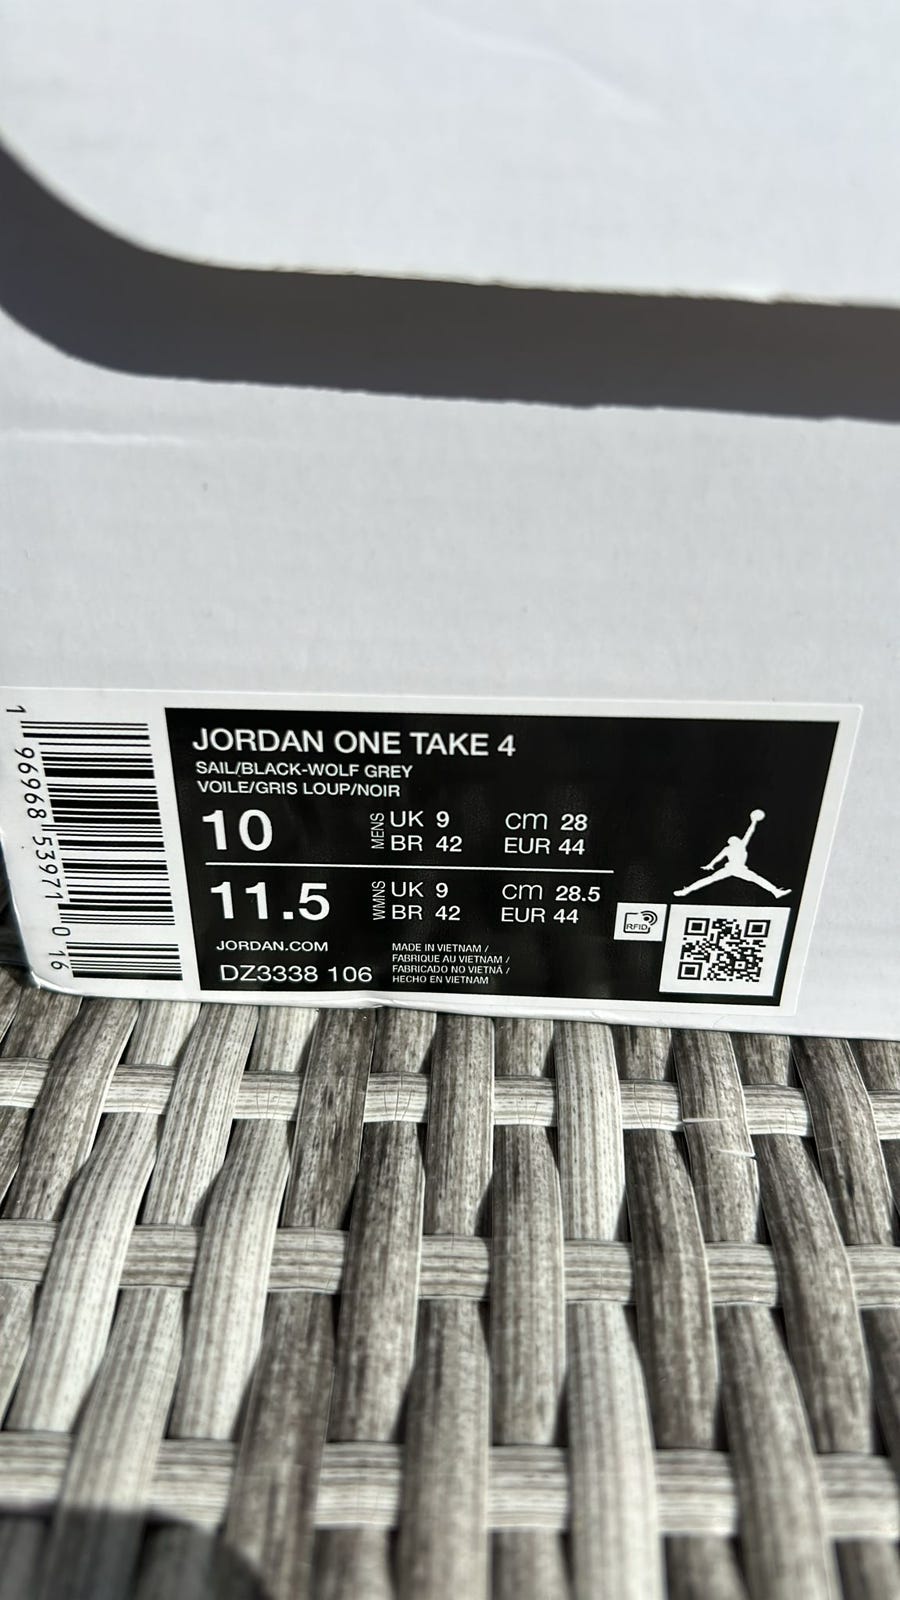 JORDAN ONE TAKE 4
SAIL/BLACK-WOLF GREY
VOILE/GRIS LOUP/NOIR
10 MENS UK 9 cm 28
BR 42 EUR 44
11.5 WMNS UK 9 cm 28.5
BR 42 EUR 44
RFID
JORDAN.COM
DZ3338 106
MADE IN VIETNAM /
FABRIQUE AU VIETNAM /
FABRICADO NO VIETNÃ /
HECHO EN VIETNAM
1 96968 53971 0 16